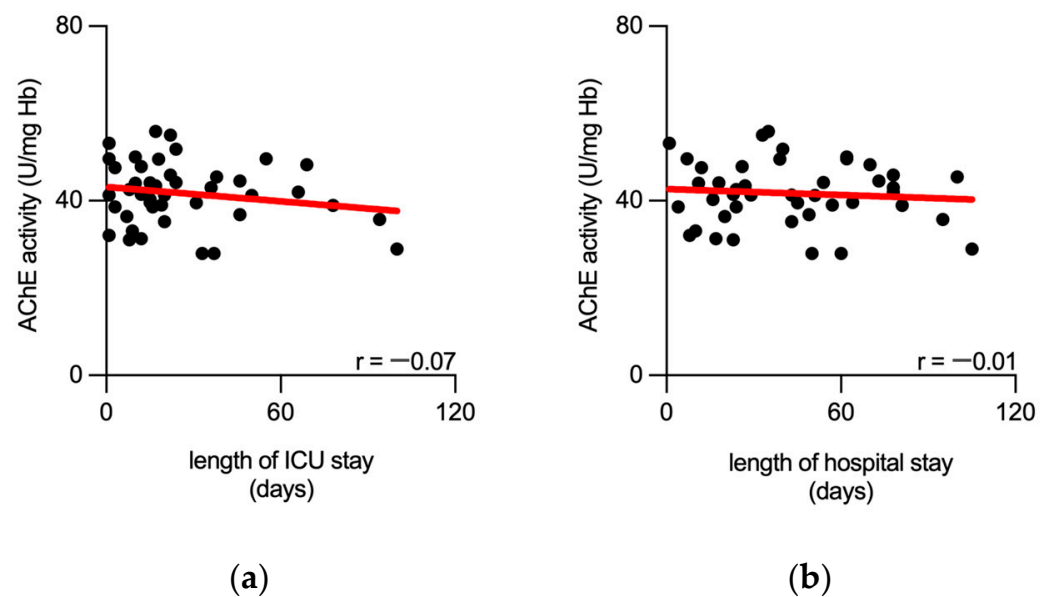 80
40
0
AChE activity (U/mg Hb)
r = —0.07
0
60
120
length of ICU stay
(days)
(a)
80
40
0
AChE activity (U/mg Hb)
r = —0.01
0
60
120
length of hospital stay
(days)
(b)